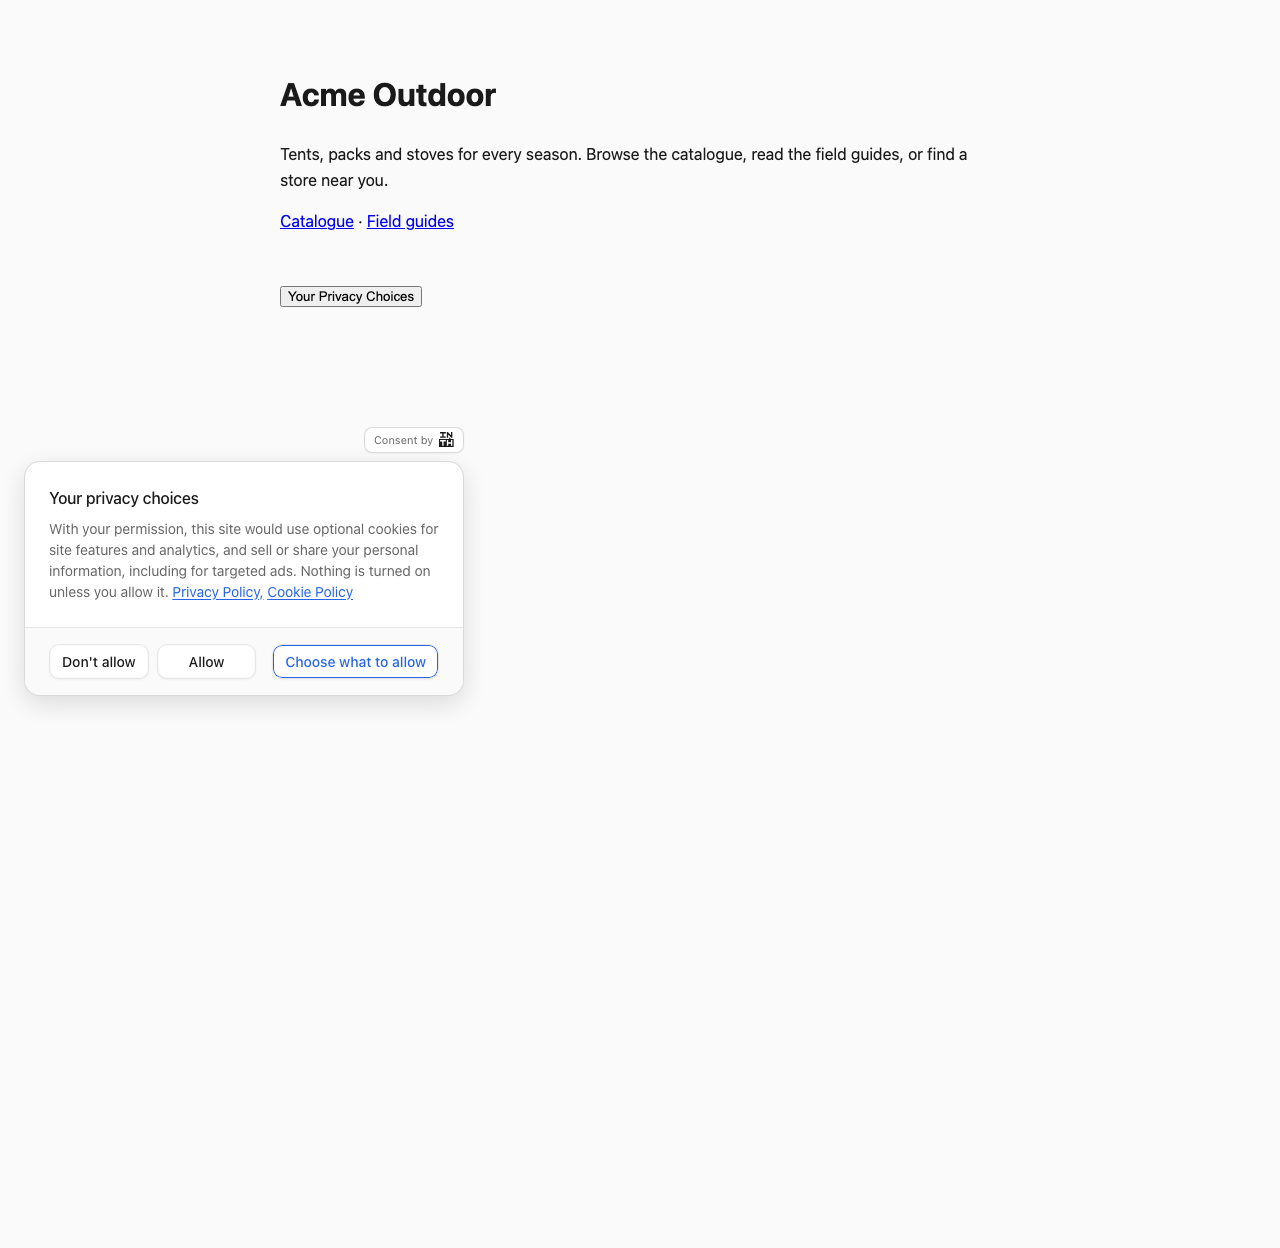 Acme Outdoor
Tents, packs and stoves for every season. Browse the catalogue, read the field guides, or find a
store near you.
Catalogue · Field guides
Your Privacy Choices
Consent by INTH
Your privacy choices
With your permission, this site would use optional cookies for
site features and analytics, and sell or share your personal
information, including for targeted ads. Nothing is turned on
unless you allow it. Privacy Policy, Cookie Policy
Don't allow Allow Choose what to allow